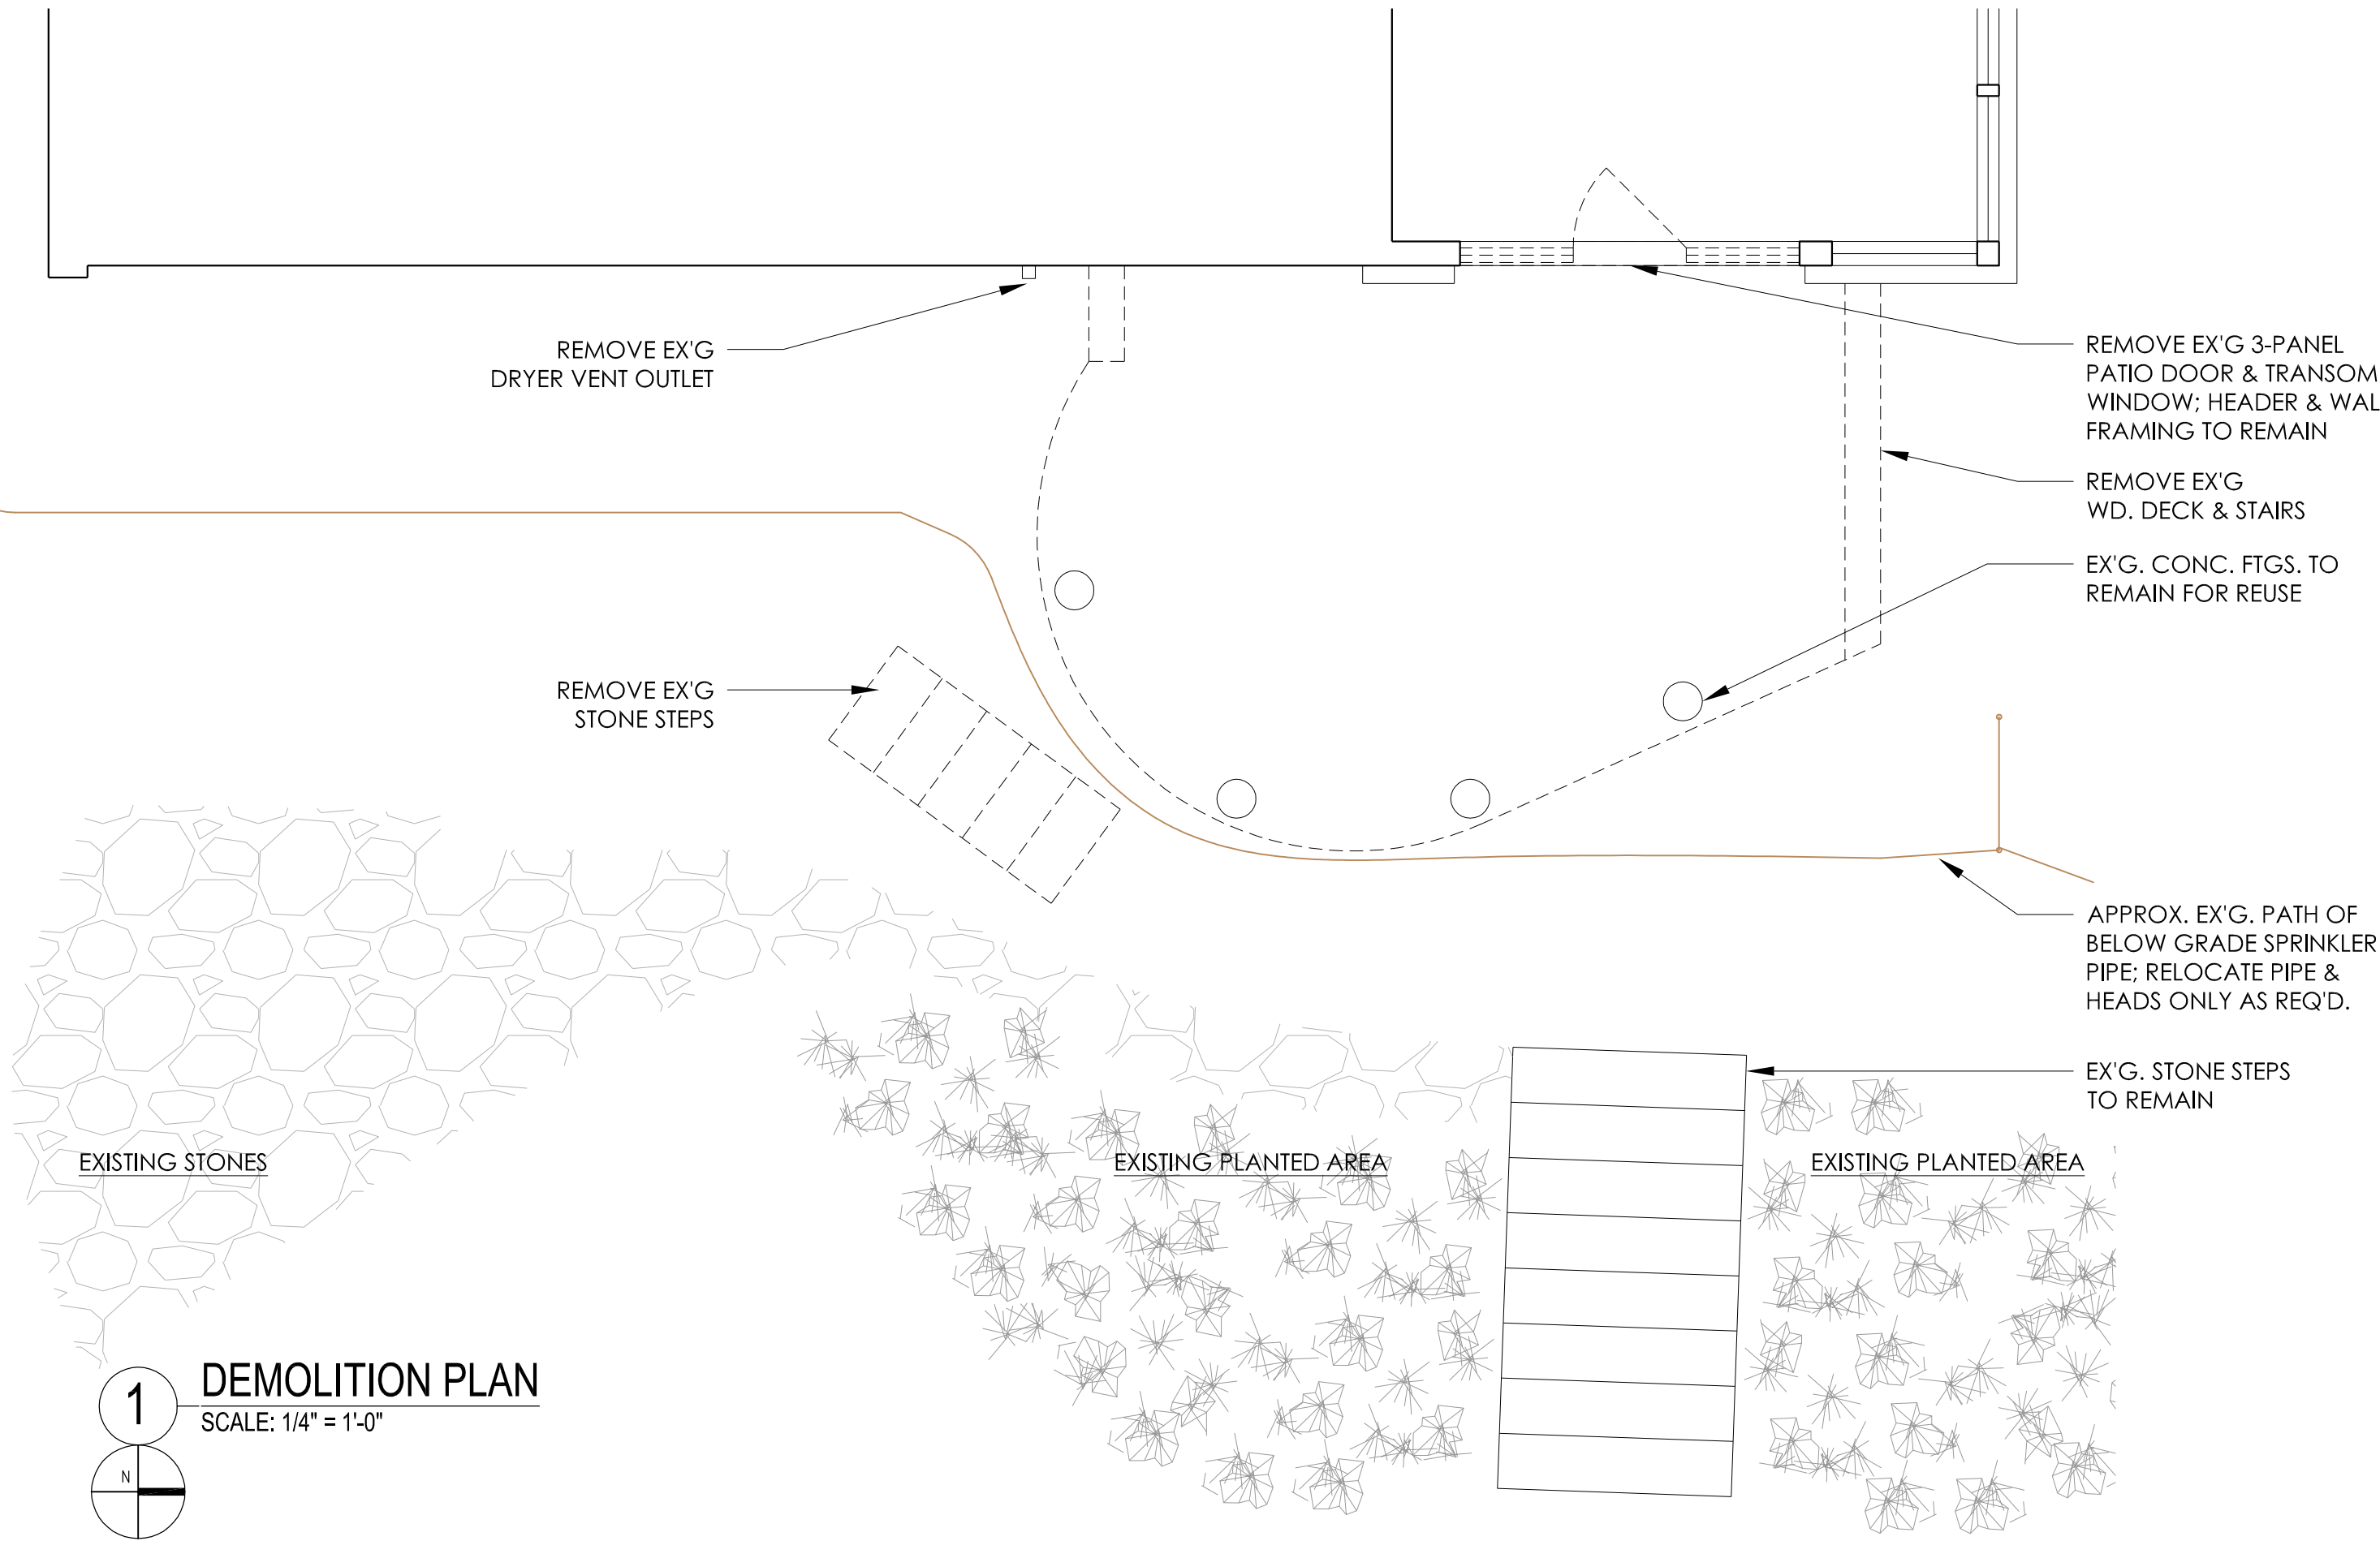 REMOVE EX'G
DRYER VENT OUTLET
REMOVE EX'G 3-PANEL
PATIO DOOR & TRANSOM
WINDOW; HEADER & WAL
FRAMING TO REMAIN
REMOVE EX'G
WD. DECK & STAIRS
EX'G. CONC. FTGS. TO
REMAIN FOR REUSE
REMOVE EX'G
STONE STEPS
APPROX. EX'G. PATH OF
BELOW GRADE SPRINKLER
PIPE; RELOCATE PIPE &
HEADS ONLY AS REQ'D.
EX'G. STONE STEPS
TO REMAIN
EXISTING STONES
EXISTING PLANTED AREA
EXISTING PLANTED AREA
1
DEMOLITION PLAN
SCALE: 1/4" = 1'-0"
N